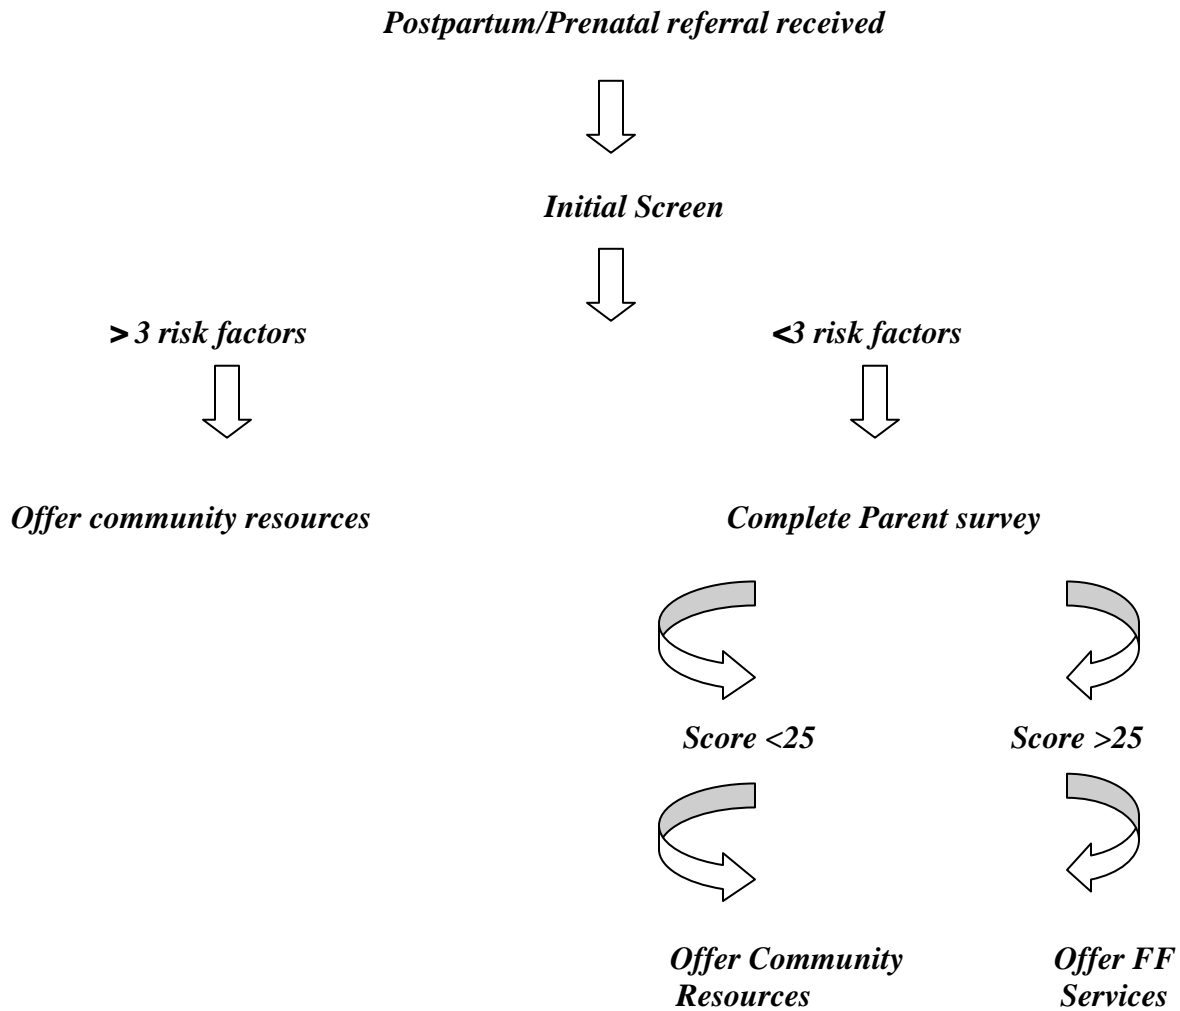 Postpartum/Prenatal referral received
Initial Screen
> 3 risk factors
<3 risk factors
Offer community resources
Complete Parent survey
Score <25
Score >25
Offer Community
Resources
Offer FF
Services